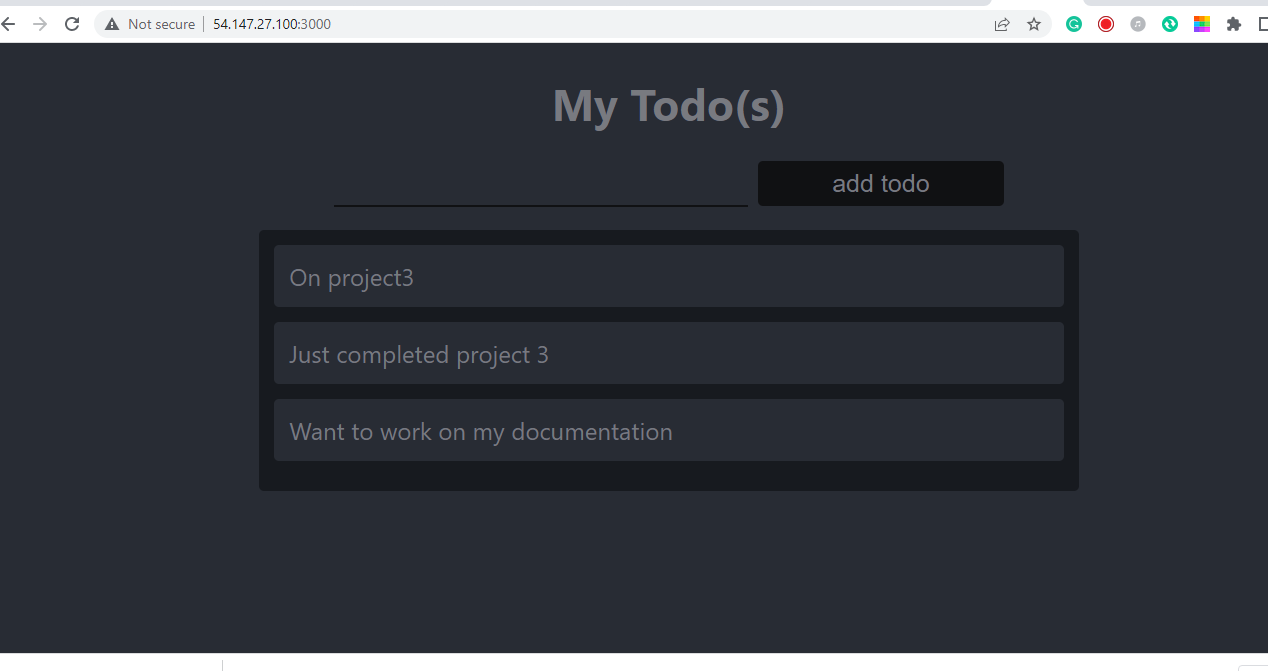 Not secure 54.147.27.100:3000
My Todo(s)
add todo
On project3
Just completed project 3
Want to work on my documentation